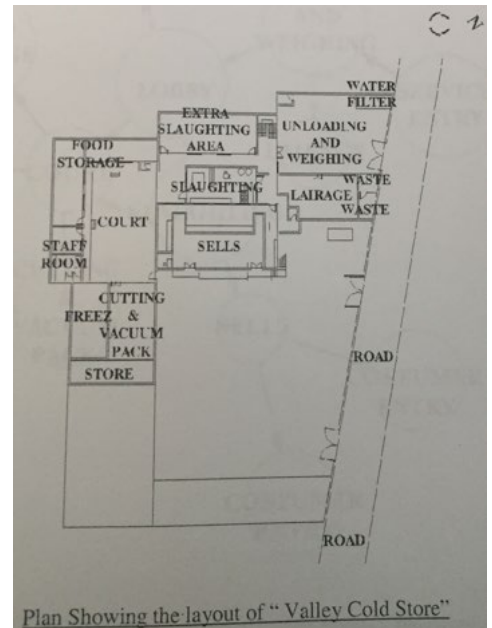 N
WATER
FILTER
EXTRA
SLAUGHTING
AREA
UNLOADING
AND
WEIGHING
FOOD
STORAGE
SLAUGHTING
WASTE
LAIRAGE
WASTE
COURT
SELLS
STAFF
ROOM
CUTTING
&
VACUUM
PACK
FREEZ
STORE
ROAD
ROAD
Plan Showing the layout of “ Valley Cold Store”